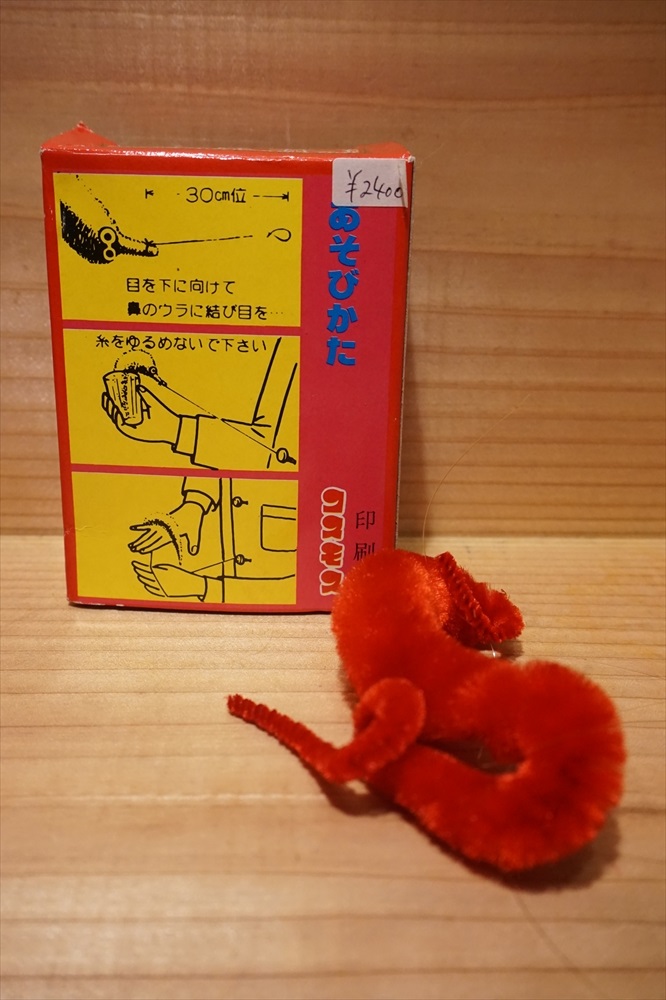 ¥2400
あそびかた
30cm位
目を下に向けて
鼻のウラに結び目を…
糸をゆるめないで下さい
印刷